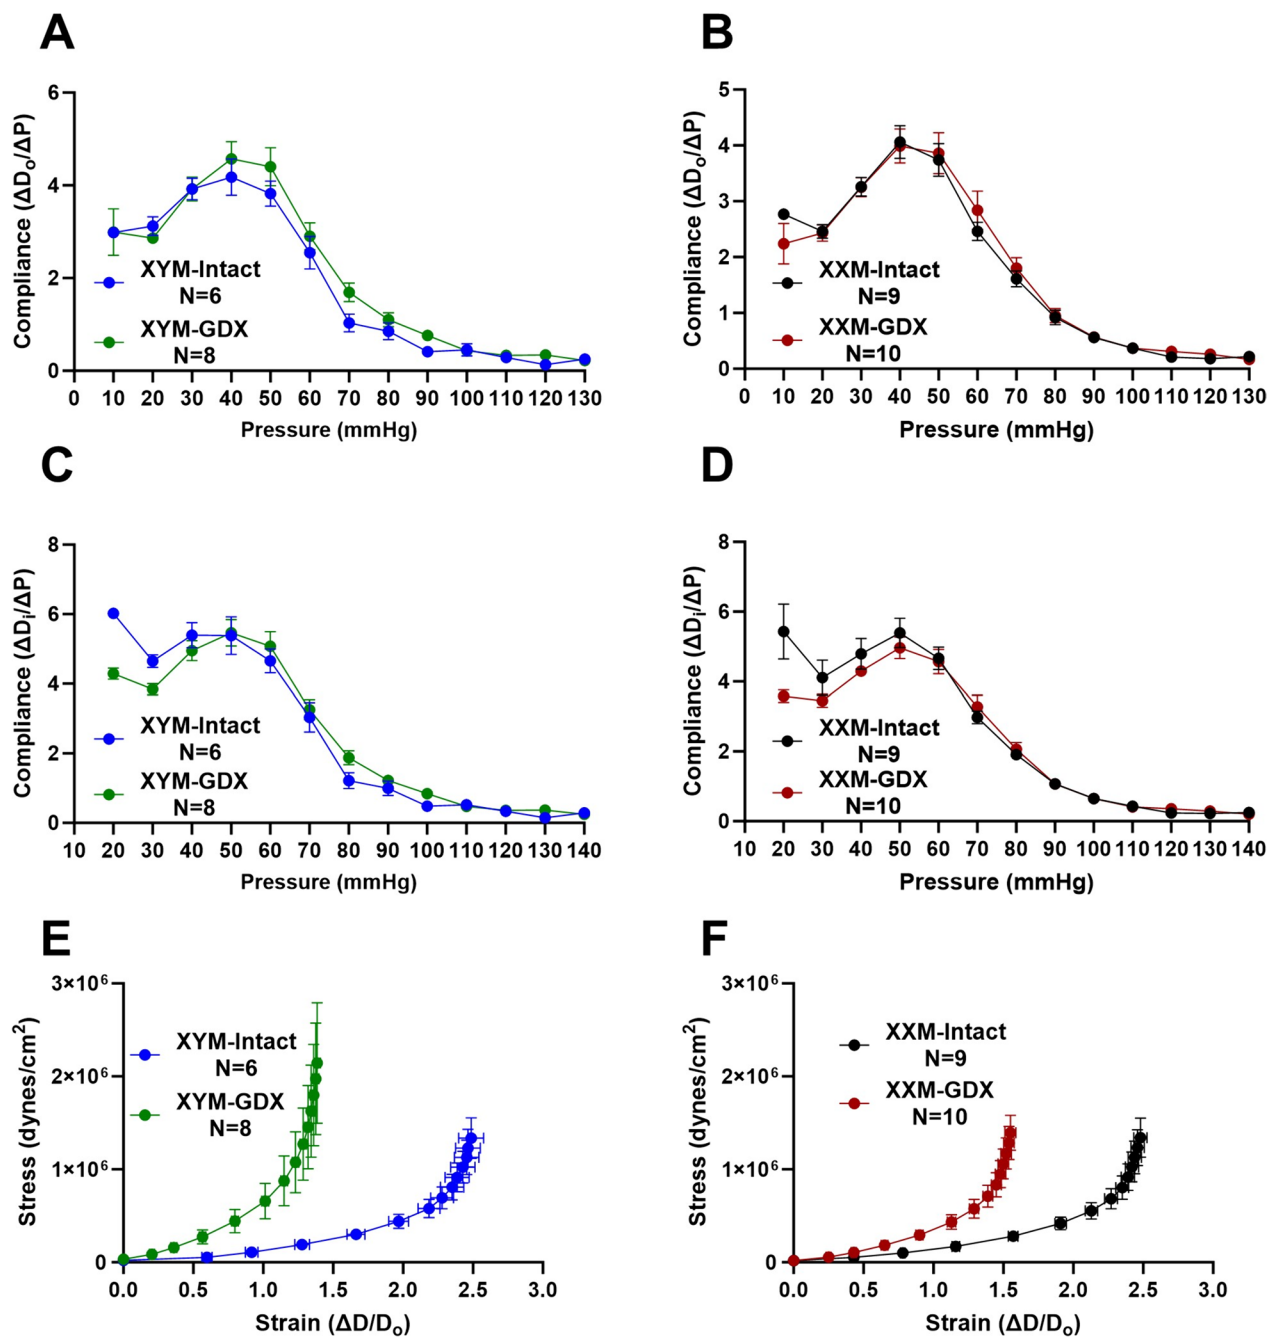 A
6
4
2
0
Compliance (ΔDo/ΔP)
XYM-Intact
N=6
XYM-GDX
N=8
0 10 20 30 40 50 60 70 80 90 100 110 120 130
Pressure (mmHg)
B
5
4
3
2
1
0
Compliance (ΔDo/ΔP)
XXM-Intact
N=9
XXM-GDX
N=10
0 10 20 30 40 50 60 70 80 90 100 110 120 130
Pressure (mmHg)
C
8
6
4
2
0
Compliance (ΔDi/ΔP)
XYM-Intact
N=6
XYM-GDX
N=8
10 20 30 40 50 60 70 80 90 100 110 120 130 140
Pressure (mmHg)
D
8
6
4
2
0
Compliance (ΔDi/ΔP)
XXM-Intact
N=9
XXM-GDX
N=10
10 20 30 40 50 60 70 80 90 100 110 120 130 140
Pressure (mmHg)
E
3×10⁶
2×10⁶
1×10⁶
0
Stress (dynes/cm²)
XYM-Intact
N=6
XYM-GDX
N=8
0.0 0.5 1.0 1.5 2.0 2.5 3.0
Strain (ΔD/Do)
F
3×10⁶
2×10⁶
1×10⁶
0
Stress (dynes/cm²)
XXM-Intact
N=9
XXM-GDX
N=10
0.0 0.5 1.0 1.5 2.0 2.5 3.0
Strain (ΔD/Do)